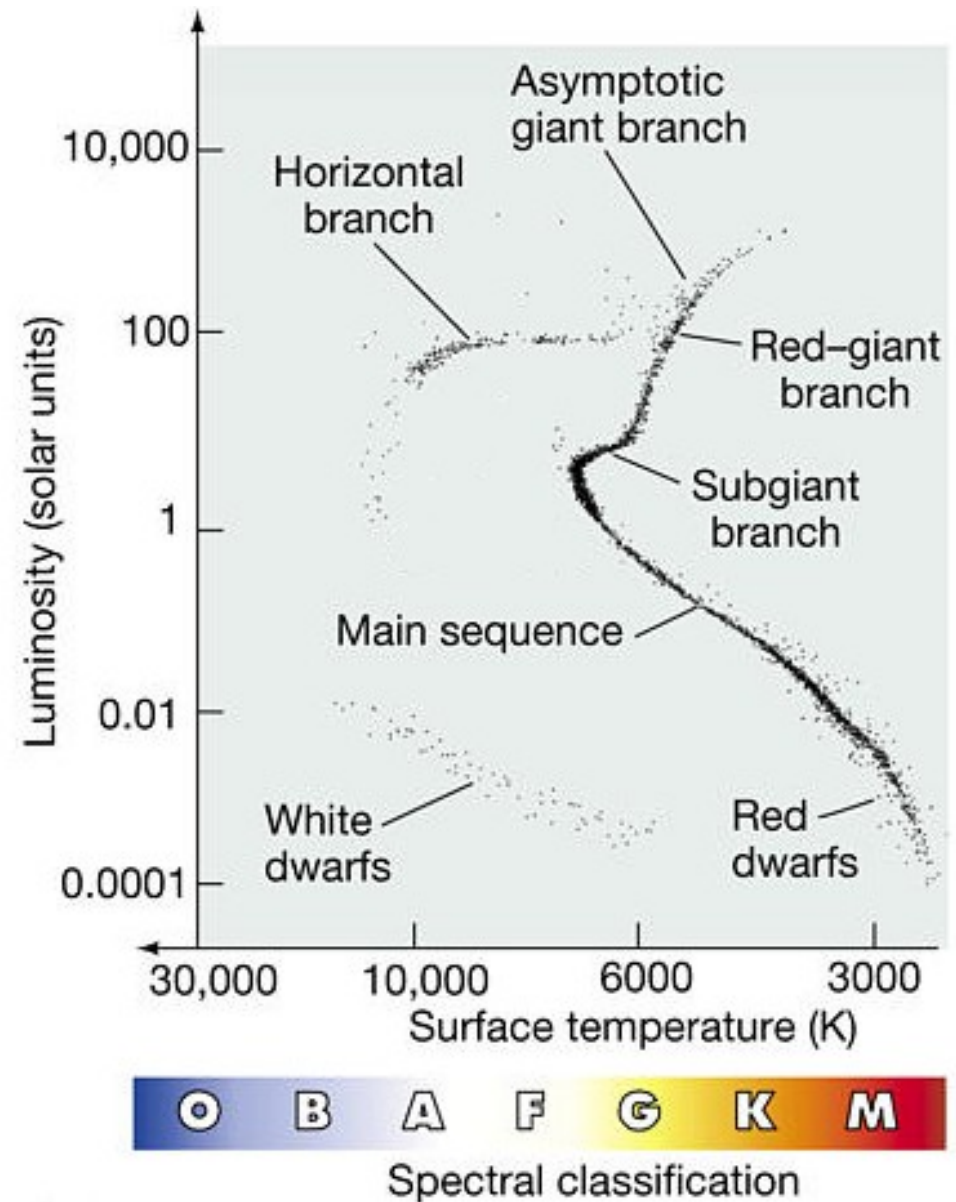 Asymptotic
giant branch
10,000
Horizontal
branch
100
Red–giant
branch
Subgiant
branch
1
Main sequence
0.01
White
dwarfs
Red
dwarfs
0.0001
Luminosity (solar units)
30,000 10,000 6000 3000
Surface temperature (K)
O B A F G K M
Spectral classification